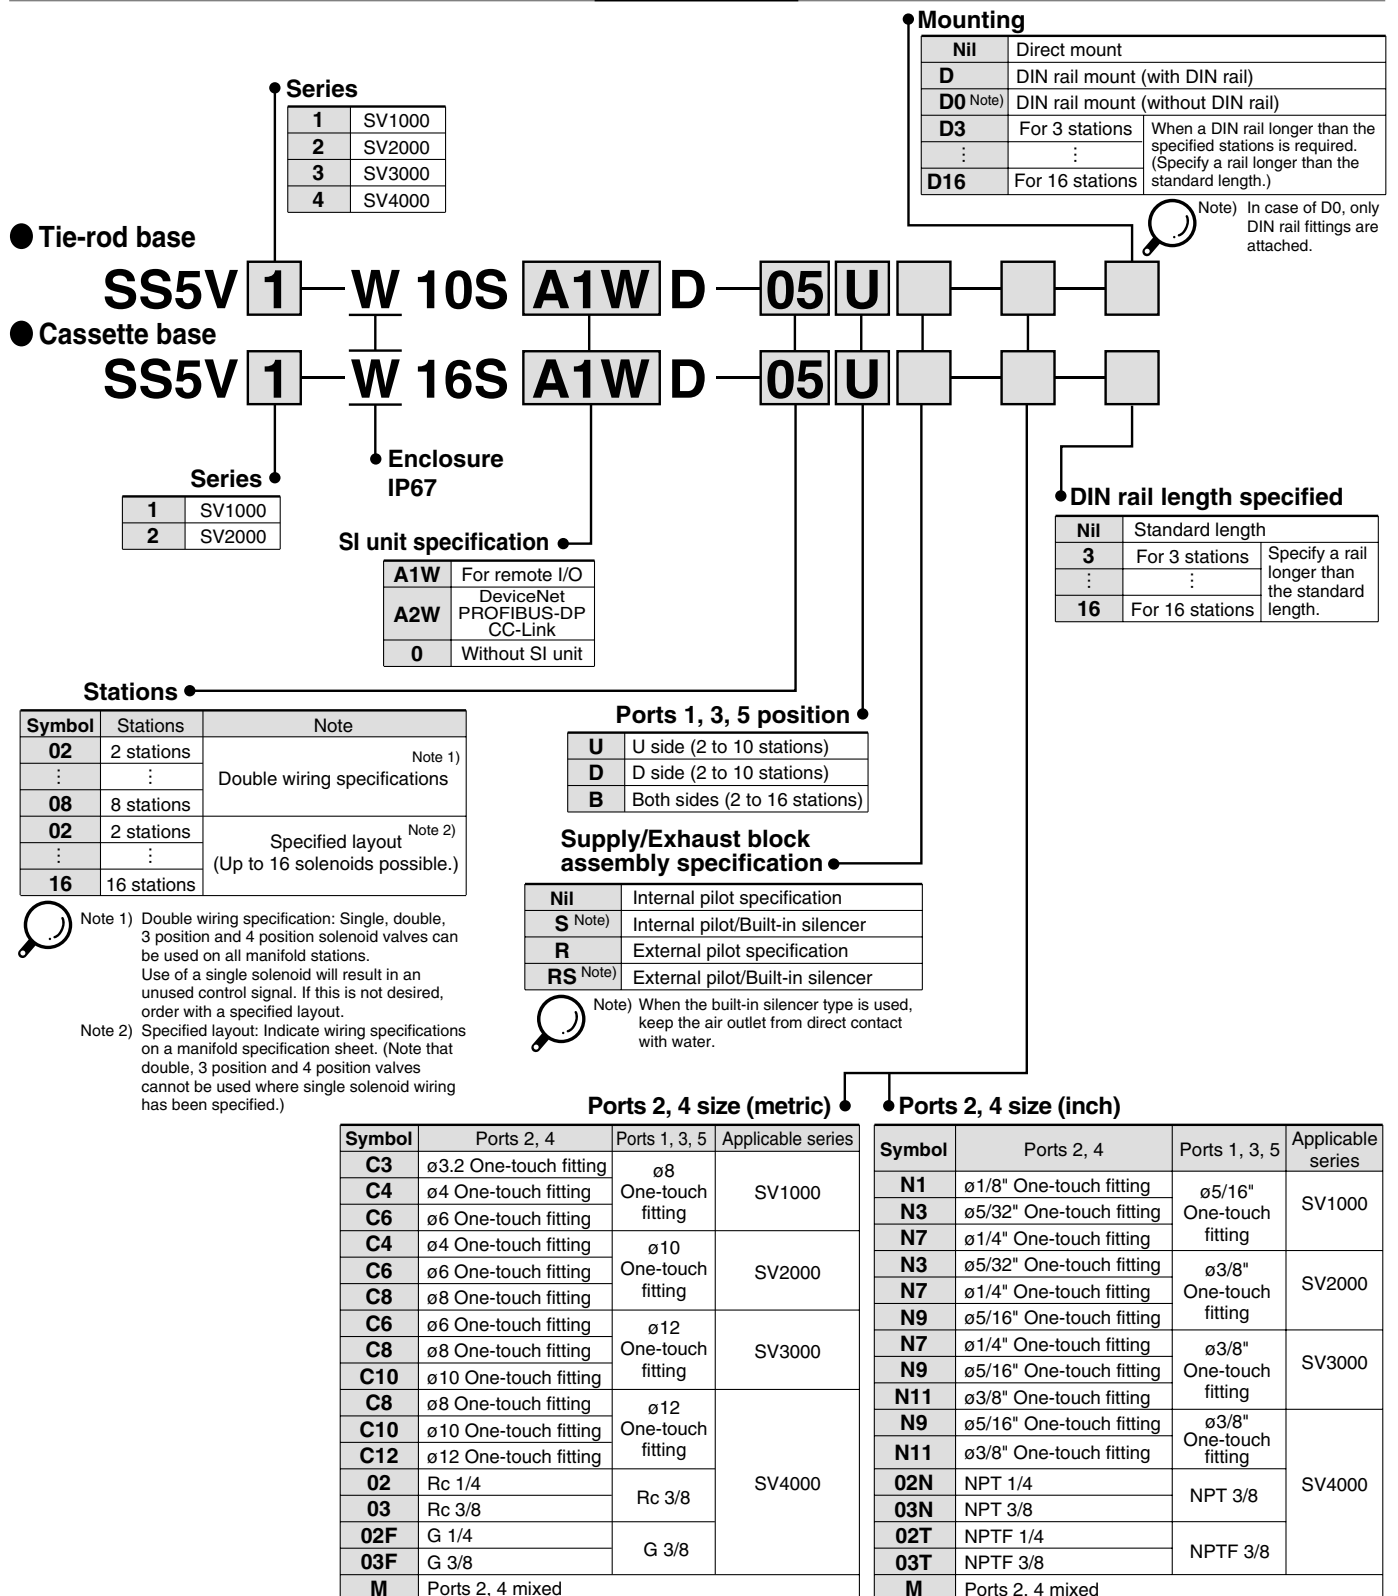 Mounting
Nil Direct mount
D DIN rail mount (with DIN rail)
D0 Note) DIN rail mount (without DIN rail)
D3 For 3 stations When a DIN rail longer than the
specified stations is required.
⋮ ⋮ (Specify a rail longer than the
D16 For 16 stations standard length.)
Note) In case of D0, only
DIN rail fittings are
attached.
Series
1 SV1000
2 SV2000
3 SV3000
4 SV4000
Tie-rod base
SS5V 1 W 10S A1W D 05 U
Cassette base
SS5V 1 W 16S A1W D 05 U
Enclosure
IP67
Series
1 SV1000
2 SV2000
DIN rail length specified
Nil Standard length
3 For 3 stations Specify a rail
⋮ ⋮ longer than
the standard
16 For 16 stations length.
SI unit specification
A1W For remote I/O
A2W DeviceNet
PROFIBUS-DP
CC-Link
0 Without SI unit
Stations
Symbol Stations Note
02 2 stations Note 1)
⋮ ⋮ Double wiring specifications
08 8 stations
02 2 stations Specified layout Note 2)
⋮ ⋮ (Up to 16 solenoids possible.)
16 16 stations
Note 1) Double wiring specification: Single, double,
3 position and 4 position solenoid valves can
be used on all manifold stations.
Use of a single solenoid will result in an
unused control signal. If this is not desired,
order with a specified layout.
Note 2) Specified layout: Indicate wiring specifications
on a manifold specification sheet. (Note that
double, 3 position and 4 position valves
cannot be used where single solenoid wiring
has been specified.)
Ports 1, 3, 5 position
U U side (2 to 10 stations)
D D side (2 to 10 stations)
B Both sides (2 to 16 stations)
Supply/Exhaust block
assembly specification
Nil Internal pilot specification
S Note) Internal pilot/Built-in silencer
R External pilot specification
RS Note) External pilot/Built-in silencer
Note) When the built-in silencer type is used,
keep the air outlet from direct contact
with water.
Ports 2, 4 size (metric)
Symbol Ports 2, 4 Ports 1, 3, 5 Applicable series
C3 ø3.2 One-touch fitting ø8
C4 ø4 One-touch fitting One-touch SV1000
C6 ø6 One-touch fitting fitting
C4 ø4 One-touch fitting ø10
C6 ø6 One-touch fitting One-touch SV2000
C8 ø8 One-touch fitting fitting
C6 ø6 One-touch fitting ø12
C8 ø8 One-touch fitting One-touch SV3000
C10 ø10 One-touch fitting fitting
C8 ø8 One-touch fitting ø12
C10 ø10 One-touch fitting One-touch
C12 ø12 One-touch fitting fitting
02 Rc 1/4 Rc 3/8 SV4000
03 Rc 3/8
02F G 1/4 G 3/8
03F G 3/8
M Ports 2, 4 mixed
Ports 2, 4 size (inch)
Symbol Ports 2, 4 Ports 1, 3, 5 Applicable
series
N1 ø1/8" One-touch fitting ø5/16"
N3 ø5/32" One-touch fitting One-touch SV1000
N7 ø1/4" One-touch fitting fitting
N3 ø5/32" One-touch fitting ø3/8"
N7 ø1/4" One-touch fitting One-touch SV2000
N9 ø5/16" One-touch fitting fitting
N7 ø1/4" One-touch fitting ø3/8"
N9 ø5/16" One-touch fitting One-touch SV3000
N11 ø3/8" One-touch fitting fitting
N9 ø5/16" One-touch fitting ø3/8"
One-touch
N11 ø3/8" One-touch fitting fitting
02N NPT 1/4 NPT 3/8 SV4000
03N NPT 3/8
02T NPTF 1/4 NPTF 3/8
03T NPTF 3/8
M Ports 2, 4 mixed